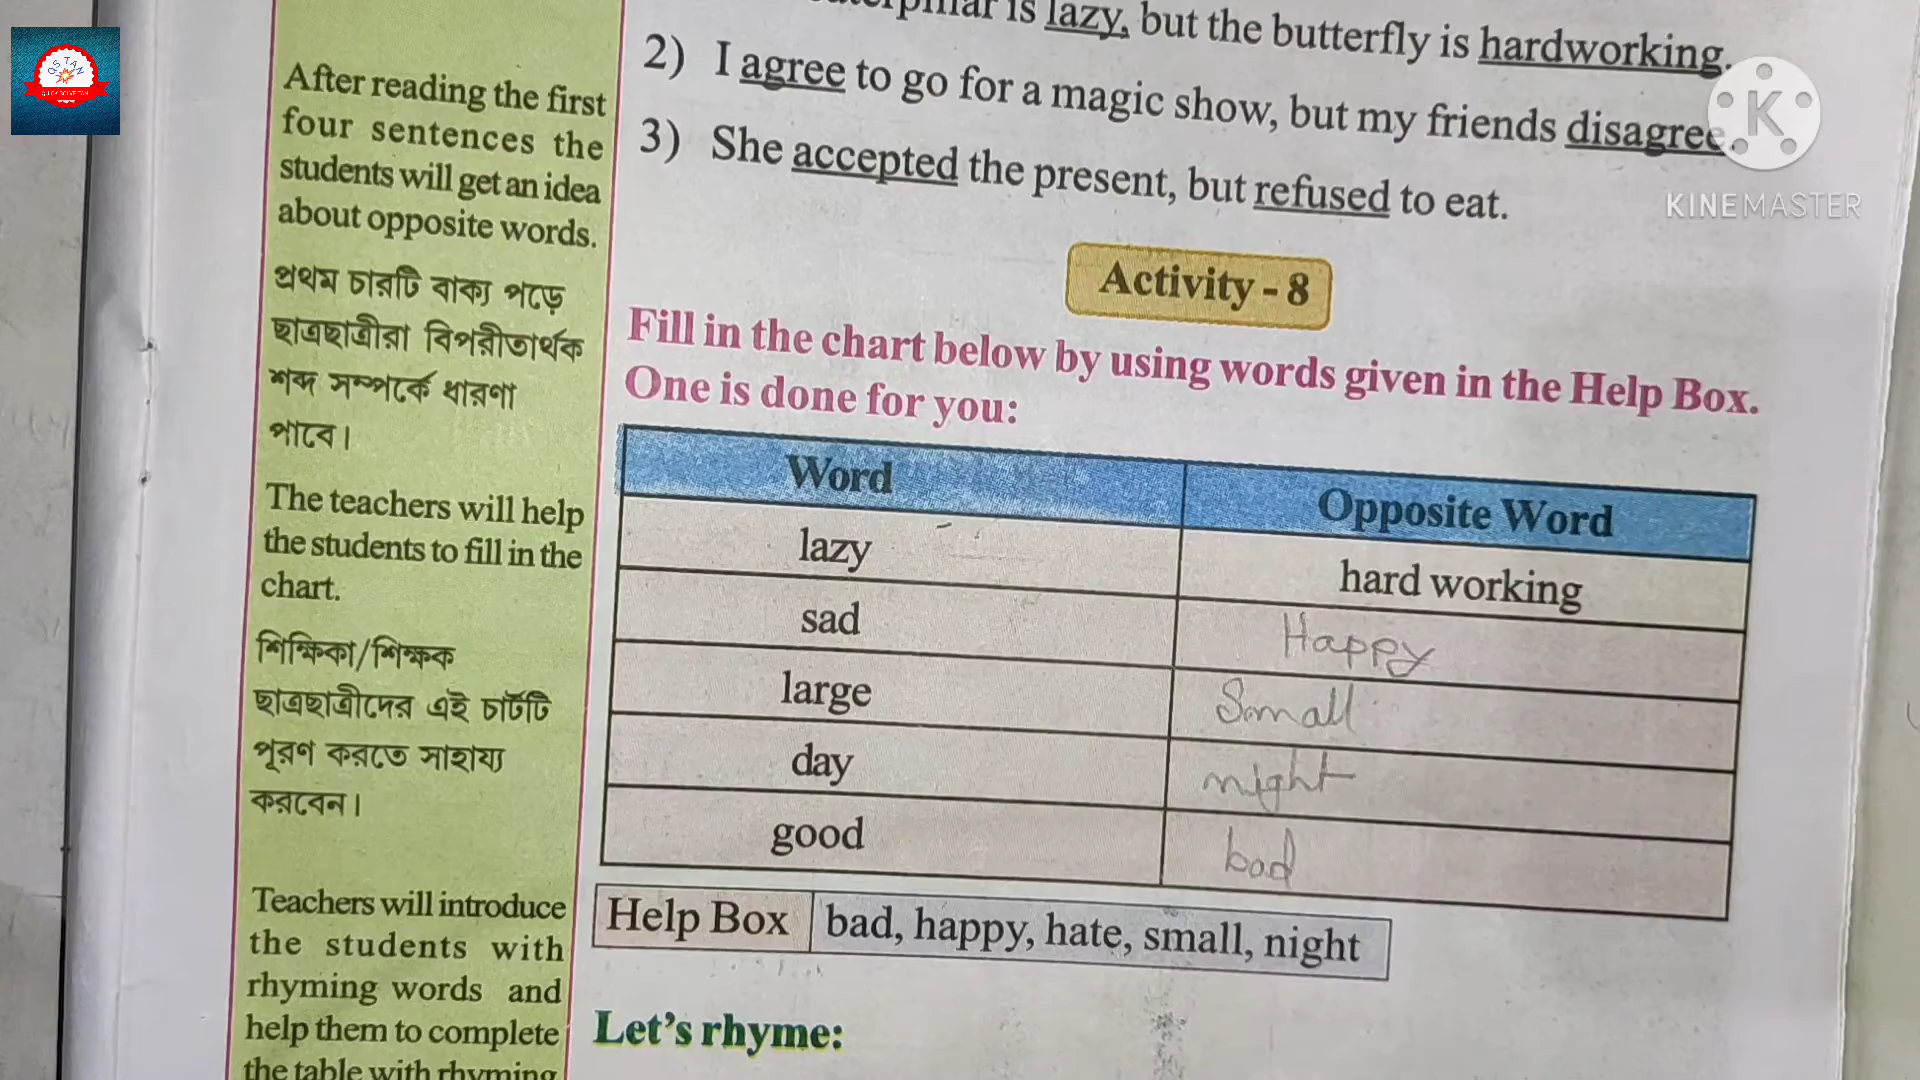 OSTAN
After reading the first
four sentences the
students will get an idea
about opposite words.
প্রথম চারটি বাক্য পড়ে
ছাত্রছাত্রীরা বিপরীতার্থক
শব্দ সম্পর্কে ধারণা
পাবে।
The teachers will help
the students to fill in the
chart.
শিক্ষিকা/শিক্ষক
ছাত্রছাত্রীদের এই চার্টটি
পূরণ করতে সাহায্য
করবেন।
Teachers will introduce
the students with
rhyming words and
help them to complete
the table with rhyming
is lazy, but the butterfly is hardworking.
2) I agree to go for a magic show, but my friends disagree.
3) She accepted the present, but refused to eat.
K
KINEMASTER
Activity - 8
Fill in the chart below by using words given in the Help Box.
One is done for you:
Word Opposite Word
lazy hard working
sad Happy
large Small
day night
good bad
Help Box bad, happy, hate, small, night
Let's rhyme: